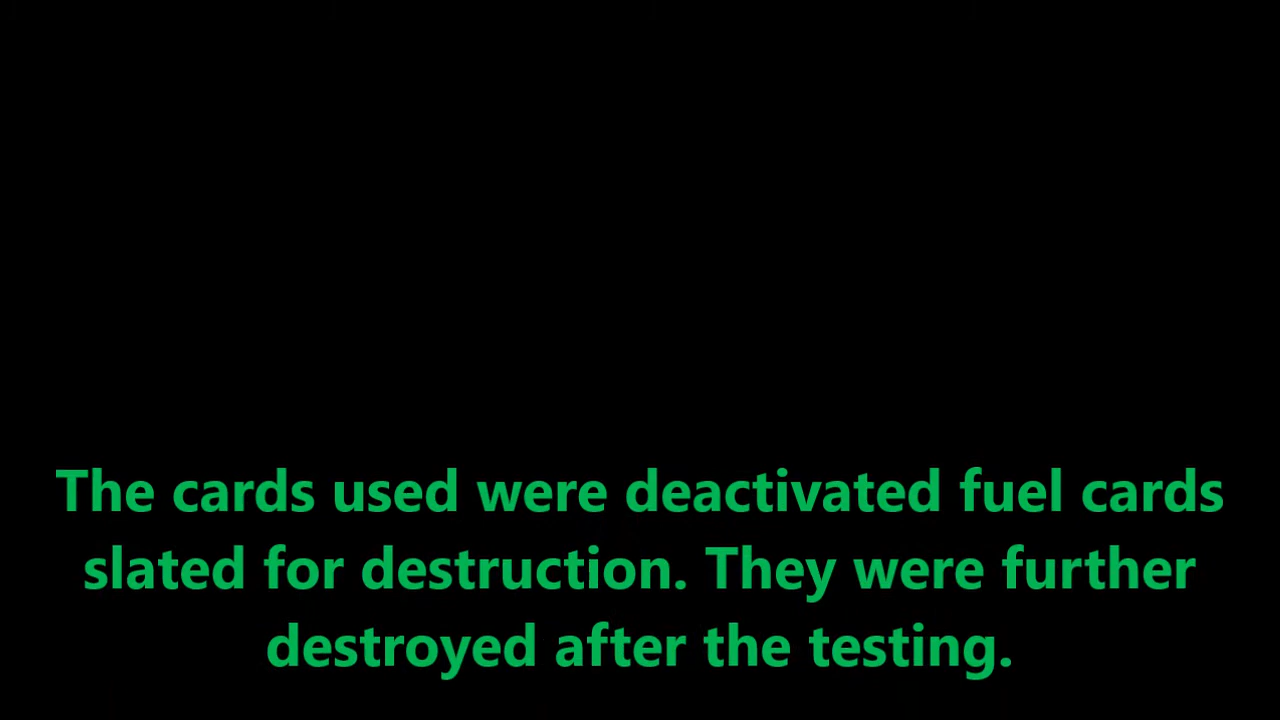 The cards used were deactivated fuel cards
slated for destruction. They were further
destroyed after the testing.